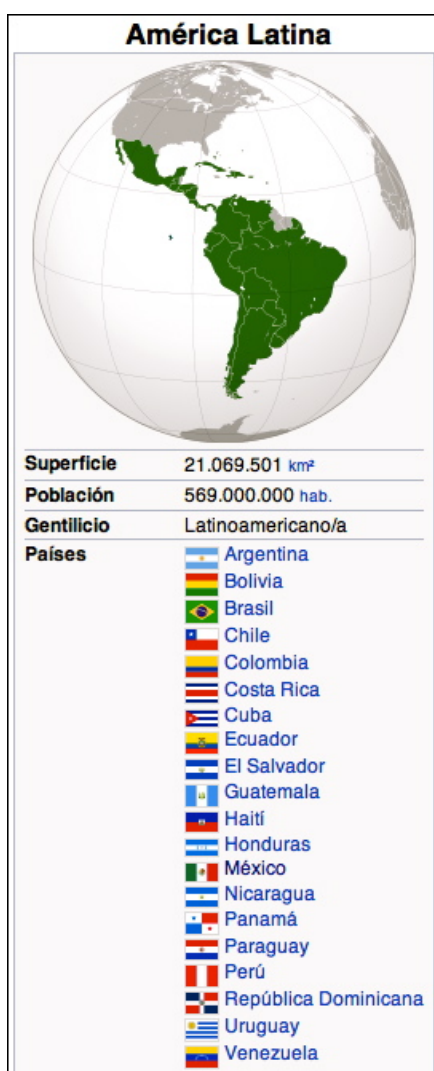 América Latina
Superficie 21.069.501 km²
Población 569.000.000 hab.
Gentilicio Latinoamericano/a
Países Argentina
Bolivia
Brasil
Chile
Colombia
Costa Rica
Cuba
Ecuador
El Salvador
Guatemala
Haití
Honduras
México
Nicaragua
Panamá
Paraguay
Perú
República Dominicana
Uruguay
Venezuela